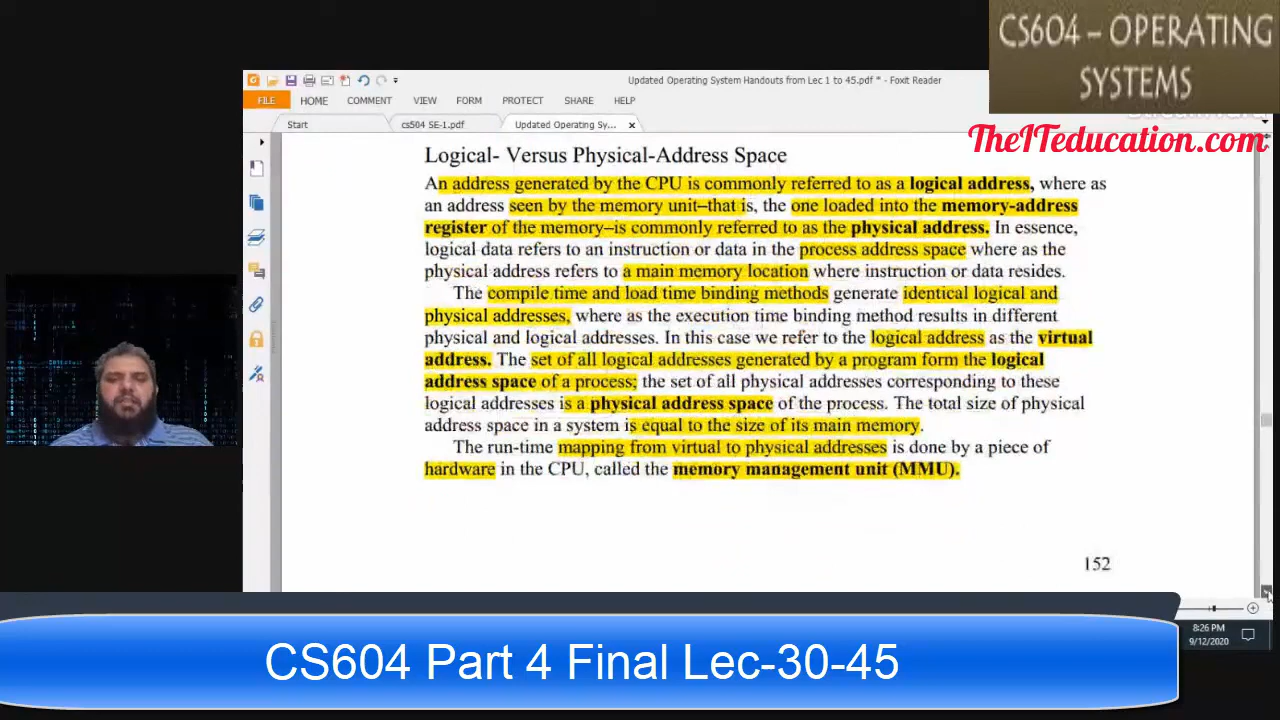 CS604 – OPERATING
SYSTEMS
TheITeducation.com
Updated Operating System Handouts from Lec 1 to 45.pdf * - Foxit Reader
FILE HOME COMMENT VIEW FORM PROTECT SHARE HELP
Start cs504 SE-1.pdf Updated Operating Sy... ×
Logical- Versus Physical-Address Space
An address generated by the CPU is commonly referred to as a logical address, where as
an address seen by the memory unit–that is, the one loaded into the memory-address
register of the memory–is commonly referred to as the physical address. In essence,
logical data refers to an instruction or data in the process address space where as the
physical address refers to a main memory location where instruction or data resides.
The compile time and load time binding methods generate identical logical and
physical addresses, where as the execution time binding method results in different
physical and logical addresses. In this case we refer to the logical address as the virtual
address. The set of all logical addresses generated by a program form the logical
address space of a process; the set of all physical addresses corresponding to these
logical addresses is a physical address space of the process. The total size of physical
address space in a system is equal to the size of its main memory.
The run-time mapping from virtual to physical addresses is done by a piece of
hardware in the CPU, called the memory management unit (MMU).
152
8:26 PM
9/12/2020
CS604 Part 4 Final Lec-30-45